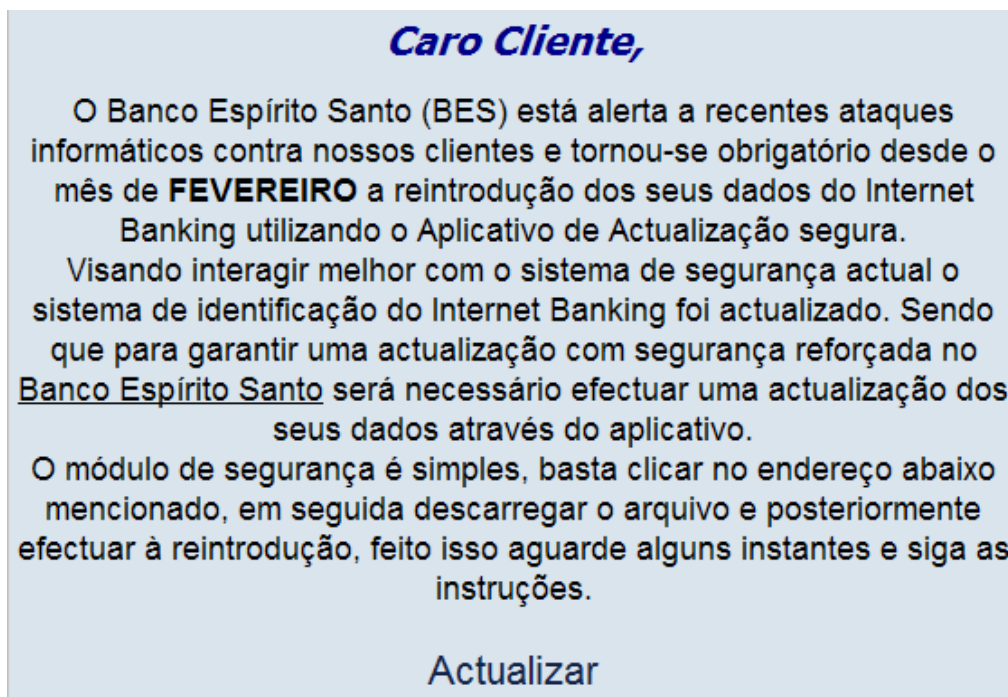 Caro Cliente,
O Banco Espírito Santo (BES) está alerta a recentes ataques
informáticos contra nossos clientes e tornou-se obrigatório desde o
mês de FEVEREIRO a reintrodução dos seus dados do Internet
Banking utilizando o Aplicativo de Actualização segura.
Visando interagir melhor com o sistema de segurança actual o
sistema de identificação do Internet Banking foi actualizado. Sendo
que para garantir uma actualização com segurança reforçada no
Banco Espírito Santo será necessário efectuar uma actualização dos
seus dados através do aplicativo.
O módulo de segurança é simples, basta clicar no endereço abaixo
mencionado, em seguida descarregar o arquivo e posteriormente
efectuar à reintrodução, feito isso aguarde alguns instantes e siga as
instruções.
Actualizar